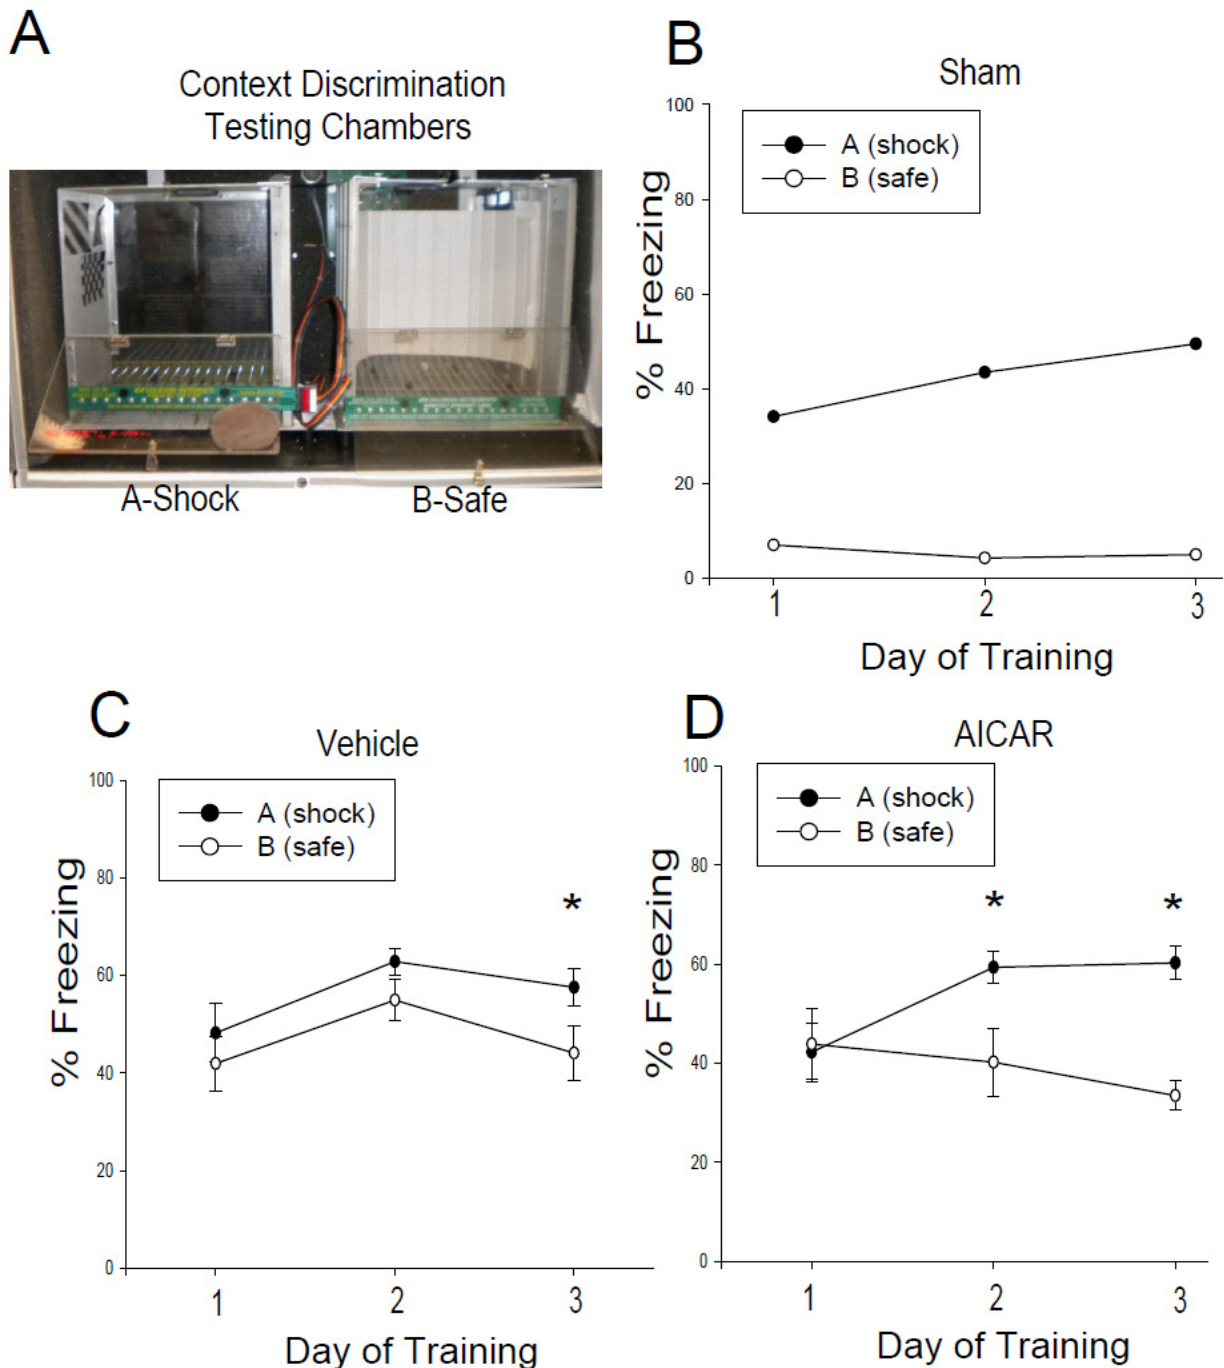 A
Context Discrimination
Testing Chambers
A-Shock
B-Safe
B
Sham
A (shock)
B (safe)
% Freezing
100
80
60
40
20
0
1
2
3
Day of Training
C
Vehicle
A (shock)
B (safe)
% Freezing
100
80
60
40
20
0
*
1
2
3
Day of Training
D
AICAR
A (shock)
B (safe)
% Freezing
100
80
60
40
20
0
*
*
1
2
3
Day of Training